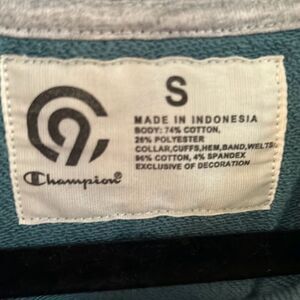 S
C9
MADE IN INDONESIA
BODY: 74% COTTON,
26% POLYESTER
COLLAR,CUFFS,HEM,BAND,WELTS:
96% COTTON, 4% SPANDEX
EXCLUSIVE OF DECORATION
Champion®